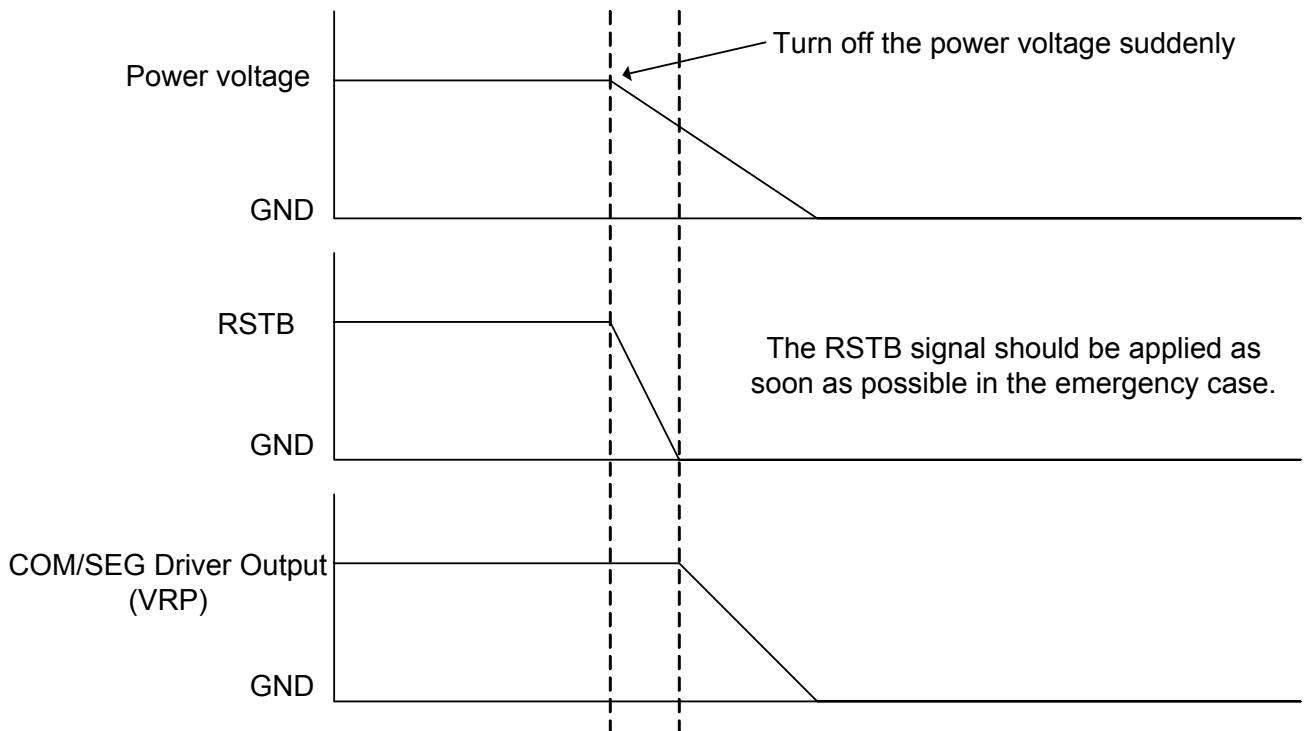 Turn off the power voltage suddenly
Power voltage
GND
RSTB
The RSTB signal should be applied as
soon as possible in the emergency case.
GND
COM/SEG Driver Output
(VRP)
GND